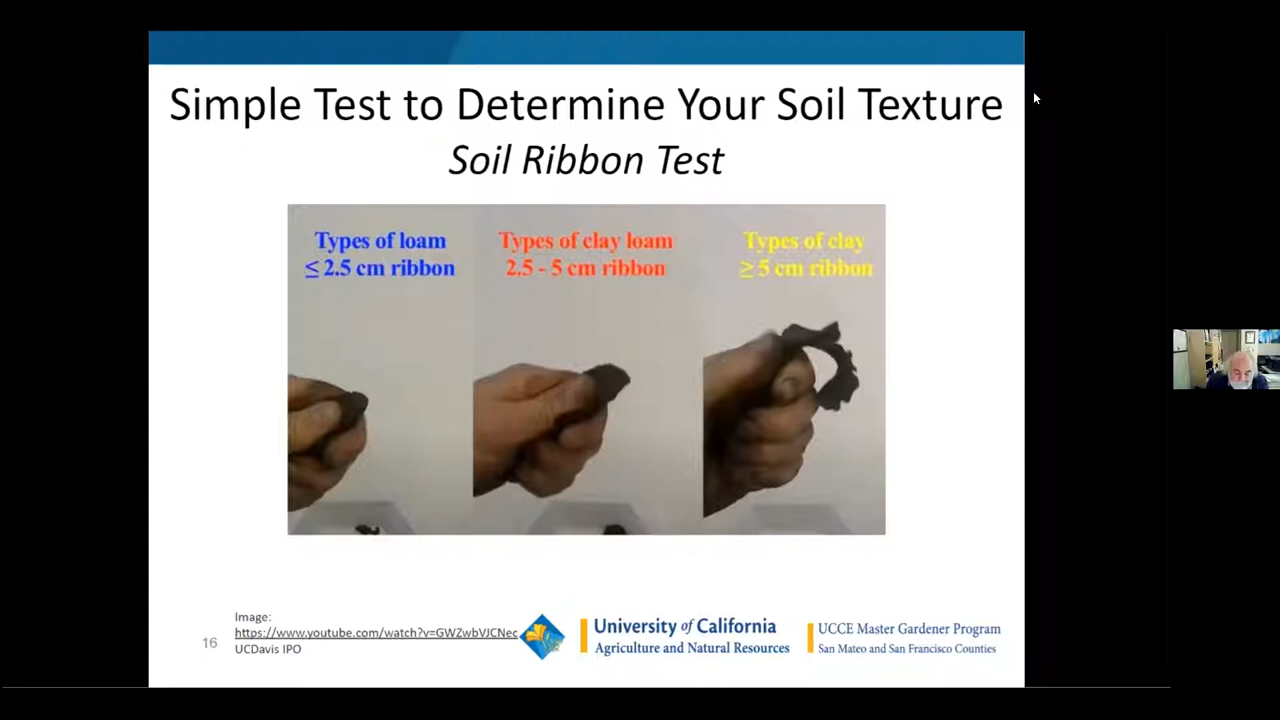 Simple Test to Determine Your Soil Texture
Soil Ribbon Test
Types of loam
≤ 2.5 cm ribbon
Types of clay loam
2.5 - 5 cm ribbon
Types of clay
≥ 5 cm ribbon
16
Image:
https://www.youtube.com/watch?v=GWZwbVJCNec
UCDavis IPO
University of California
Agriculture and Natural Resources
UCCE Master Gardener Program
San Mateo and San Francisco Counties